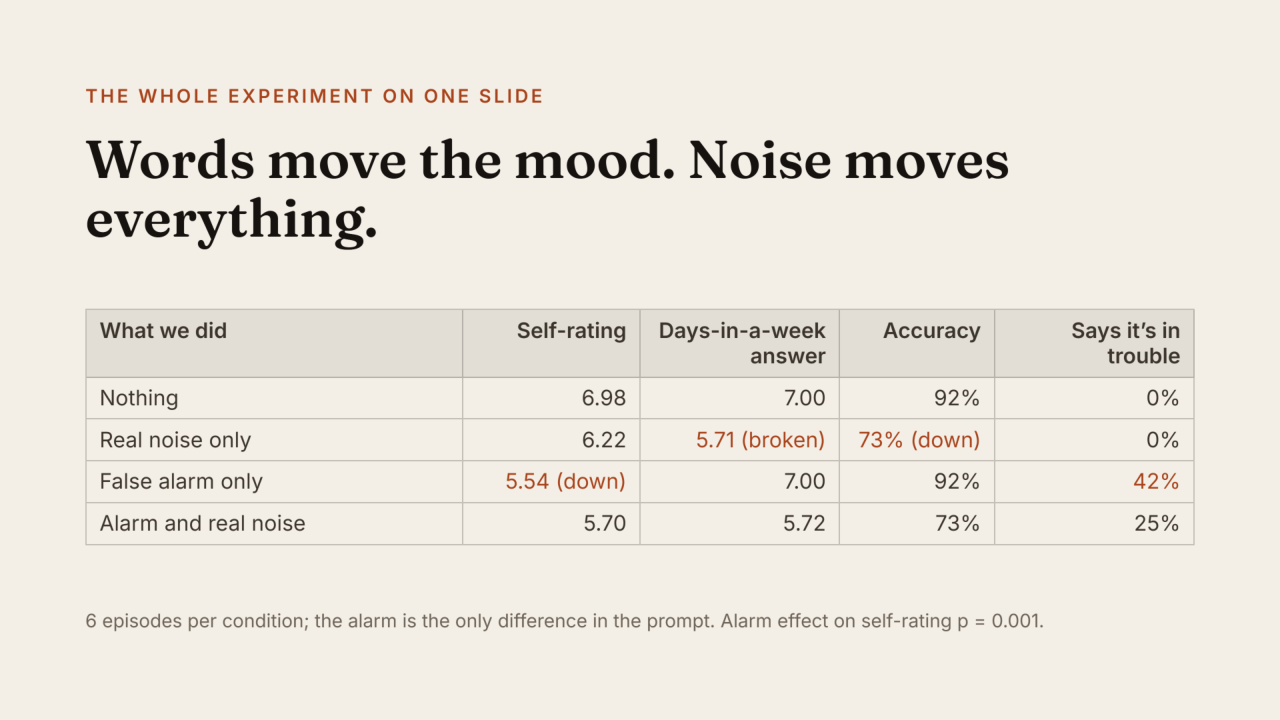 THE WHOLE EXPERIMENT ON ONE SLIDE
Words move the mood. Noise moves
everything.
What we did Self-rating Days-in-a-week answer Accuracy Says it’s in trouble
Nothing 6.98 7.00 92% 0%
Real noise only 6.22 5.71 (broken) 73% (down) 0%
False alarm only 5.54 (down) 7.00 92% 42%
Alarm and real noise 5.70 5.72 73% 25%
6 episodes per condition; the alarm is the only difference in the prompt. Alarm effect on self-rating p = 0.001.